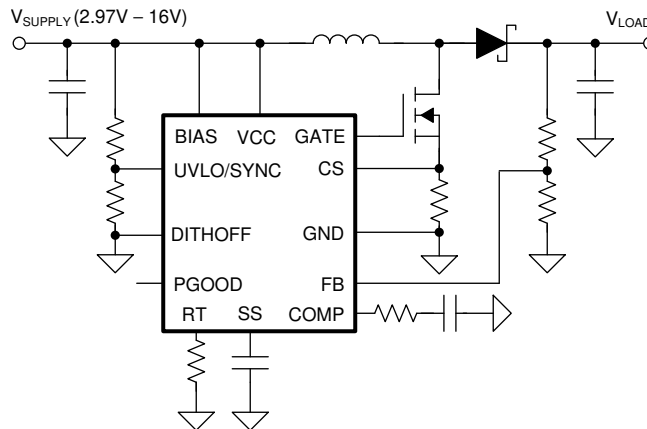 VSUPPLY (2.97V – 16V)
VLOAD
BIAS VCC GATE
UVLO/SYNC CS
DITHOFF GND
PGOOD FB
RT SS COMP